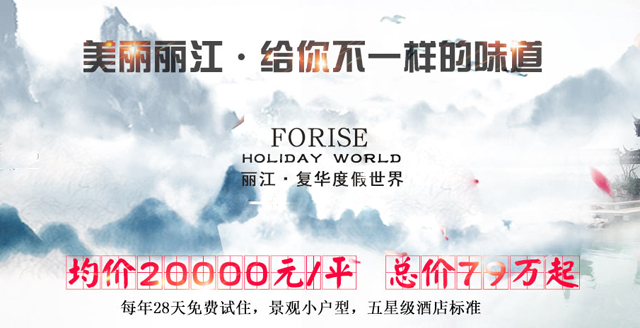 美丽丽江·给你不一样的味道
FORISE
HOLIDAY WORLD
丽江·复华度假世界
均价20000元/平 总价79万起
每年28天免费试住，景观小户型，五星级酒店标准